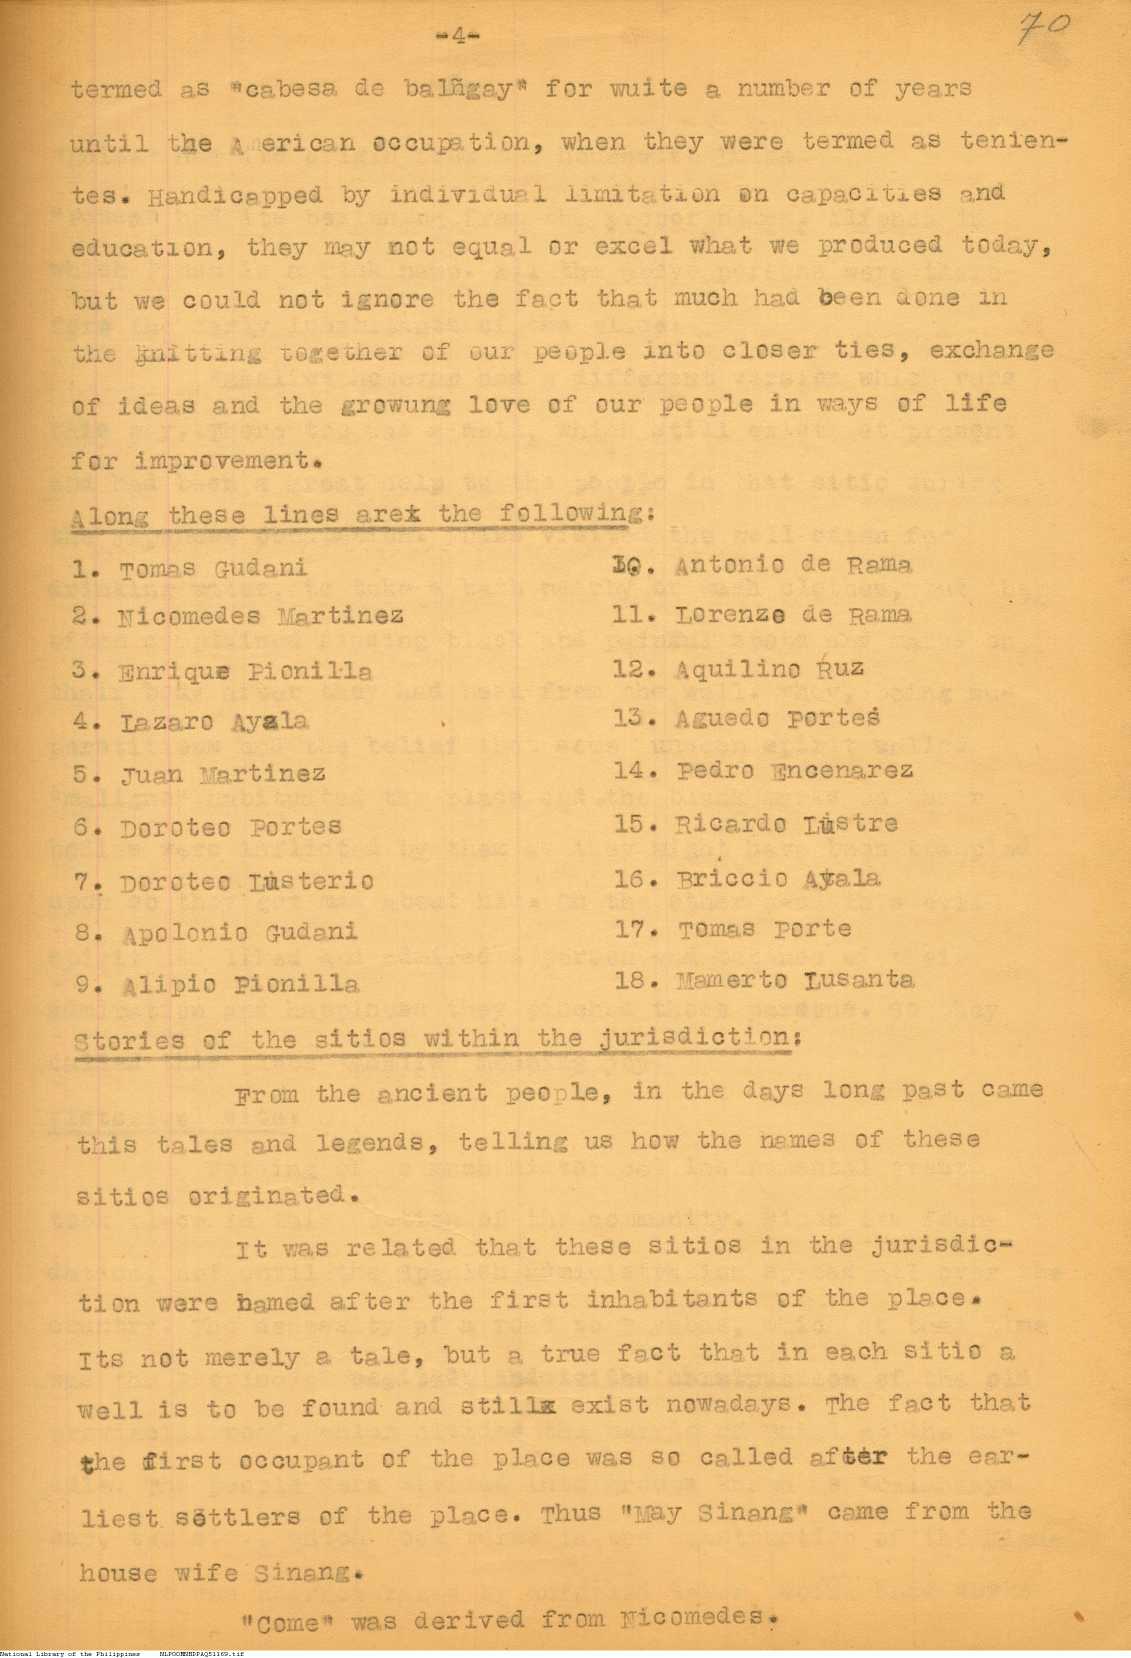 -4-
70
termed as "cabesa de balñgay" for wuite a number of years
until the American occupation, when they were termed as tenien-
tes. Handicapped by individual limitation on capacities and
education, they may not equal or excel what we produced today,
but we could not ignore the fact that much had been done in
the knitting together of our people into closer ties, exchange
of ideas and the growung love of our people in ways of life
for improvement.
Along these lines are the following:
1. Tomas Gudani
2. Nicomedes Martinez
3. Enrique Pionilla
4. Lazaro Ayala
5. Juan Martinez
6. Doroteo Portes
7. Doroteo Lusterio
8. Apolonio Gudani
9. Alipio Pionilla
10. Antonio de Rama
11. Lorenzo de Rama
12. Aquilino Ruz
13. Aguedo Portes
14. Pedro Encenarez
15. Ricardo Lustre
16. Briccio Ayala
17. Tomas Porte
18. Mamerto Lusanta
Stories of the sitios within the jurisdiction:
From the ancient people, in the days long past came
this tales and legends, telling us how the names of these
sitios originated.
It was related that these sitios in the jurisdic-
tion were named after the first inhabitants of the place.
Its not merely a tale, but a true fact that in each sitio a
well is to be found and still exist nowadays. The fact that
the first occupant of the place was so called after the ear-
liest settlers of the place. Thus "May Sinang" came from the
house wife Sinang.
"Come" was derived from Nicomedes.
National Library of the Philippines